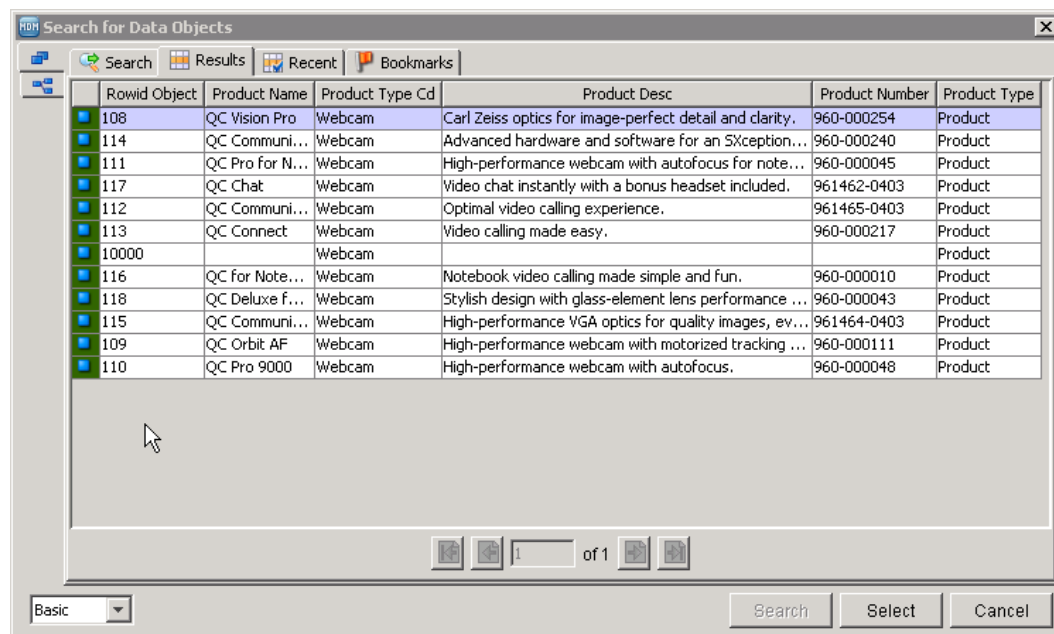 MDM Search for Data Objects
Search Results Recent Bookmarks
Rowid Object Product Name Product Type Cd Product Desc Product Number Product Type
108 QC Vision Pro Webcam Carl Zeiss optics for image-perfect detail and clarity. 960-000254 Product
114 QC Communi... Webcam Advanced hardware and software for an SXception... 960-000240 Product
111 QC Pro for N... Webcam High-performance webcam with autofocus for note... 960-000045 Product
117 QC Chat Webcam Video chat instantly with a bonus headset included. 961462-0403 Product
112 QC Communi... Webcam Optimal video calling experience. 961465-0403 Product
113 QC Connect Webcam Video calling made easy. 960-000217 Product
10000 Webcam Product
116 QC for Note... Webcam Notebook video calling made simple and fun. 960-000010 Product
118 QC Deluxe f... Webcam Stylish design with glass-element lens performance ... 960-000043 Product
115 QC Communi... Webcam High-performance VGA optics for quality images, ev... 961464-0403 Product
109 QC Orbit AF Webcam High-performance webcam with motorized tracking ... 960-000111 Product
110 QC Pro 9000 Webcam High-performance webcam with autofocus. 960-000048 Product
1 of 1
Basic Search Select Cancel